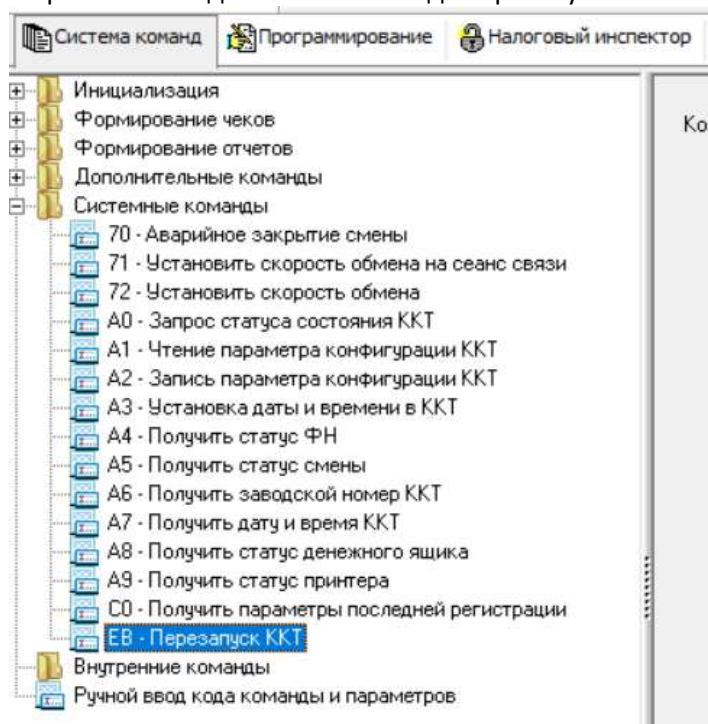 Система команд Программирование Налоговый инспектор
Инициализация
Формирование чеков
Ко
Формирование отчетов
Дополнительные команды
Системные команды
70 - Аварийное закрытие смены
71 - Установить скорость обмена на сеанс связи
72 - Установить скорость обмена
A0 - Запрос статуса состояния ККТ
A1 - Чтение параметра конфигурации ККТ
A2 - Запись параметра конфигурации ККТ
A3 - Установка даты и времени в ККТ
A4 - Получить статус ФН
A5 - Получить статус смены
A6 - Получить заводской номер ККТ
A7 - Получить дату и время ККТ
A8 - Получить статус денежного ящика
A9 - Получить статус принтера
C0 - Получить параметры последней регистрации
EB - Перезапуск ККТ
Внутренние команды
Ручной ввод кода команды и параметров